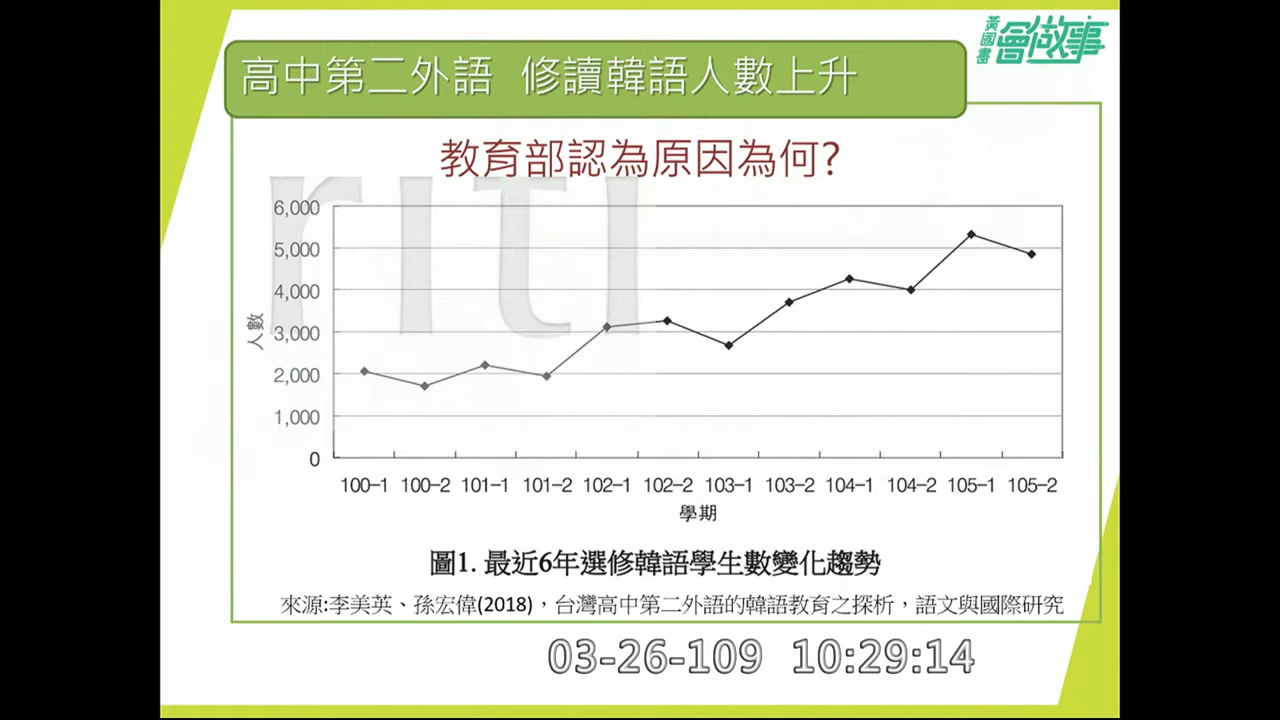 黃國書
會做事
高中第二外語 修讀韓語人數上升
教育部認為原因為何?
riti
6,000
5,000
4,000
3,000
2,000
1,000
0
人數
100-1 100-2 101-1 101-2 102-1 102-2 103-1 103-2 104-1 104-2 105-1 105-2
學期
圖1. 最近6年選修韓語學生數變化趨勢
來源:李美英、孫宏偉(2018),台灣高中第二外語的韓語教育之探析,語文與國際研究
03-26-109 10:29:14